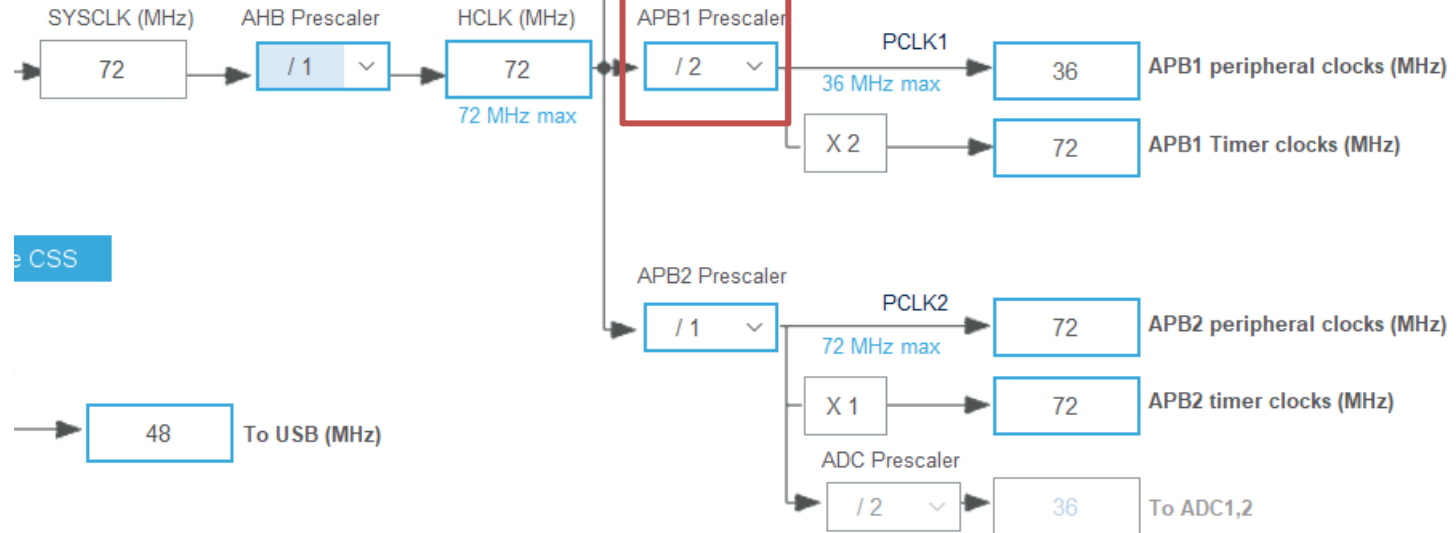 SYSCLK (MHz) AHB Prescaler HCLK (MHz) APB1 Prescaler
72 / 1 72 / 2 PCLK1 36 APB1 peripheral clocks (MHz)
72 MHz max 36 MHz max
X 2 72 APB1 Timer clocks (MHz)
e CSS
APB2 Prescaler
/ 1 PCLK2 72 APB2 peripheral clocks (MHz)
72 MHz max
X 1 72 APB2 timer clocks (MHz)
48 To USB (MHz)
ADC Prescaler
/ 2 36 To ADC1,2